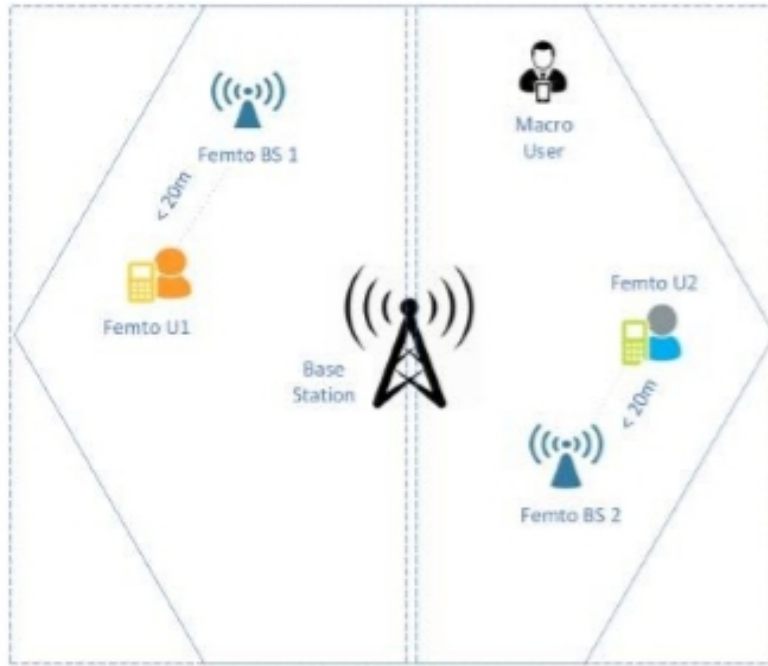 Femto BS 1
< 20m
Femto U1
Macro
User
Base
Station
Femto U2
< 20m
Femto BS 2